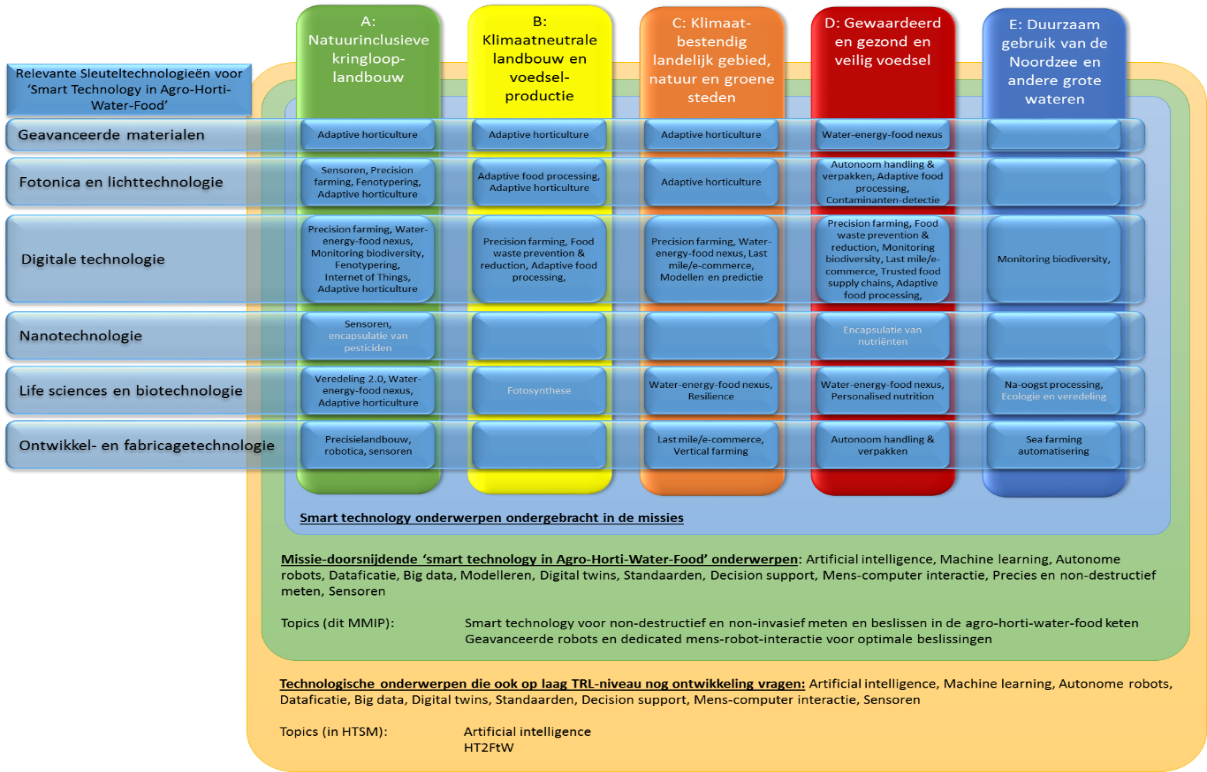 A:
Natuurinclusieve
kringloop-
landbouw
B:
Klimaatneutrale
landbouw en
voedsel-
productie
C: Klimaat-
bestendig
landelijk gebied,
natuur en groene
steden
D: Gewaardeerd
en gezond en
veilig voedsel
E: Duurzaam
gebruik van de
Noordzee en
andere grote
wateren
Relevante Sleuteltechnologieën voor
‘Smart Technology in Agro-Horti-
Water-Food’
Geavanceerde materialen
Adaptive horticulture
Adaptive horticulture
Adaptive horticulture
Water-energy-food nexus
Fotonica en lichttechnologie
Sensoren, Precision
farming, Fenotypering,
Adaptive horticulture
Adaptive food processing,
Adaptive horticulture
Adaptive horticulture
Autonoom handling &
verpakken, Adaptive food
processing,
Contaminanten-detectie
Digitale technologie
Precision farming, Water-
energy-food nexus,
Monitoring biodiversity,
Fenotypering,
Internet of Things,
Adaptive horticulture
Precision farming, Food
waste prevention &
reduction, Adaptive food
processing,
Precision farming, Water-
energy-food nexus, Last
mile/e-commerce,
Modellen en predictie
Precision farming, Food
waste prevention &
reduction, Monitoring
biodiversity, Last mile/e-
commerce, Trusted food
supply chains, Adaptive
food processing,
Monitoring biodiversity,
Nanotechnologie
Sensoren,
encapsulatie van
pesticiden
Encapsulatie van
nutriënten
Life sciences en biotechnologie
Veredeling 2.0, Water-
energy-food nexus,
Adaptive horticulture
Fotosynthese
Water-energy-food nexus,
Resilience
Water-energy-food nexus,
Personalised nutrition
Na-oogst processing,
Ecologie en veredeling
Ontwikkel- en fabricagetechnologie
Precisielandbouw,
robotica, sensoren
Last mile/e-commerce,
Vertical farming
Autonoom handling &
verpakken
Sea farming
automatisering
Smart technology onderwerpen ondergebracht in de missies
Missie-doorsnijdende ‘smart technology in Agro-Horti-Water-Food’ onderwerpen: Artificial intelligence, Machine learning, Autonome
robots, Dataficatie, Big data, Modelleren, Digital twins, Standaarden, Decision support, Mens-computer interactie, Precies en non-destructief
meten, Sensoren
Topics (dit MMIP): Smart technology voor non-destructief en non-invasief meten en beslissen in de agro-horti-water-food keten
Geavanceerde robots en dedicated mens-robot-interactie voor optimale beslissingen
Technologische onderwerpen die ook op laag TRL-niveau nog ontwikkeling vragen: Artificial intelligence, Machine learning, Autonome robots,
Dataficatie, Big data, Digital twins, Standaarden, Decision support, Mens-computer interactie, Sensoren
Topics (in HTSM): Artificial intelligence
HT2FtW